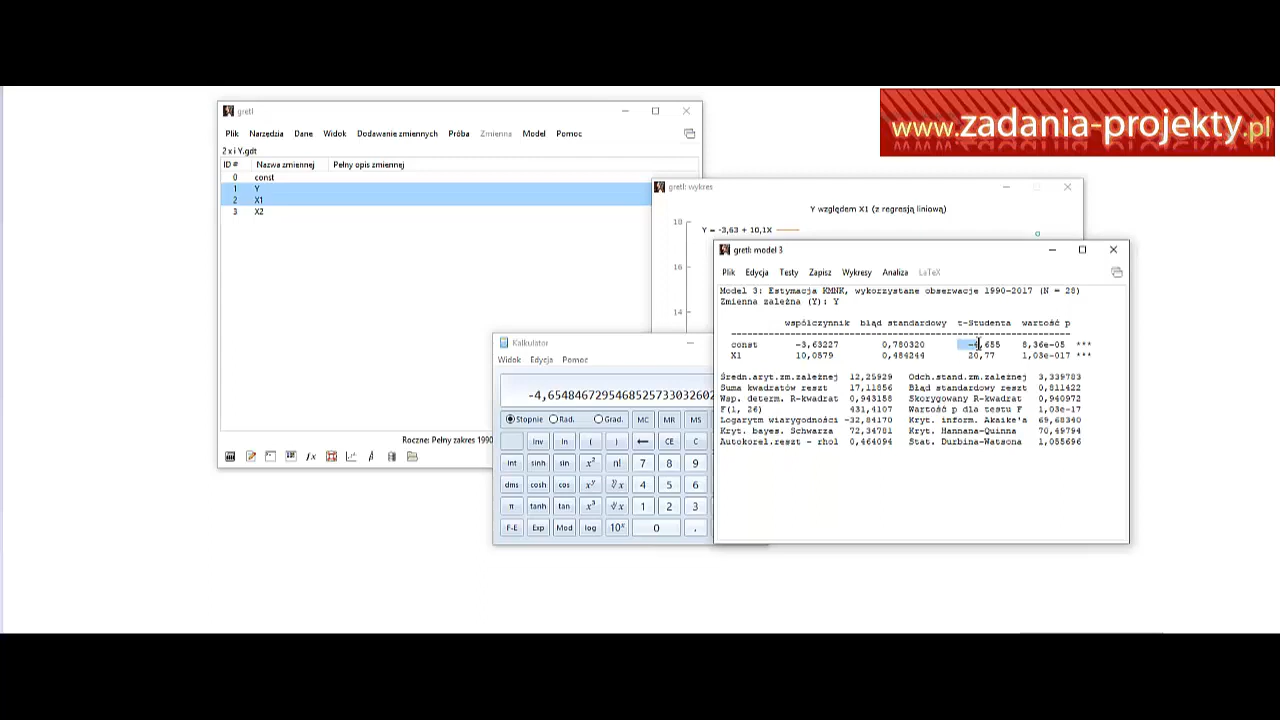 www.zadania-projekty.pl
gretl
Plik Narzędzia Dane Widok Dodawanie zmiennych Próba Zmienna Model Pomoc
2 x i Y.gdt
ID # Nazwa zmiennej Pełny opis zmiennej
0 const
1 Y
2 X1
3 X2
Roczne: Pełny zakres 1990
gretl: wykres
Y względem X1 (z regresją liniową)
Y = -3,63 + 10,1X
18
16
14
Kalkulator
Widok Edycja Pomoc
-4,6548467295468525733032602
Stopnie Rad. Grad. MC MR MS
Inv ln ( ) CE C
Int sinh sin x² n! 7 8 9
dms cosh cos 4 5 6
π tanh tan x³ 1 2 3
F-E Exp Mod log 10ˣ 0 .
gretl: model 3
Plik Edycja Testy Zapisz Wykresy Analiza LaTeX
Model 3: Estymacja KMNK, wykorzystane obserwacje 1990-2017 (N = 28)
Zmienna zależna (Y): Y
współczynnik błąd standardowy t-Studenta wartość p
const -3,63227 0,780320 -4,655 8,36e-05 ***
X1 10,0579 0,484244 20,77 1,03e-017 ***
Średn.aryt.zm.zależnej 12,25929 Odch.stand.zm.zależnej 3,339783
Suma kwadratów reszt 17,11856 Błąd standardowy reszt 0,811422
Wsp. determ. R-kwadrat 0,943158 Skorygowany R-kwadrat 0,940972
F(1, 26) 431,4107 Wartość p dla testu F 1,03e-17
Logarytm wiarygodności -32,84170 Kryt. inform. Akaike'a 69,68340
Kryt. bayes. Schwarza 72,34781 Kryt. Hannana-Quinna 70,49794
Autokorel.reszt - rho1 0,464094 Stat. Durbina-Watsona 1,055696